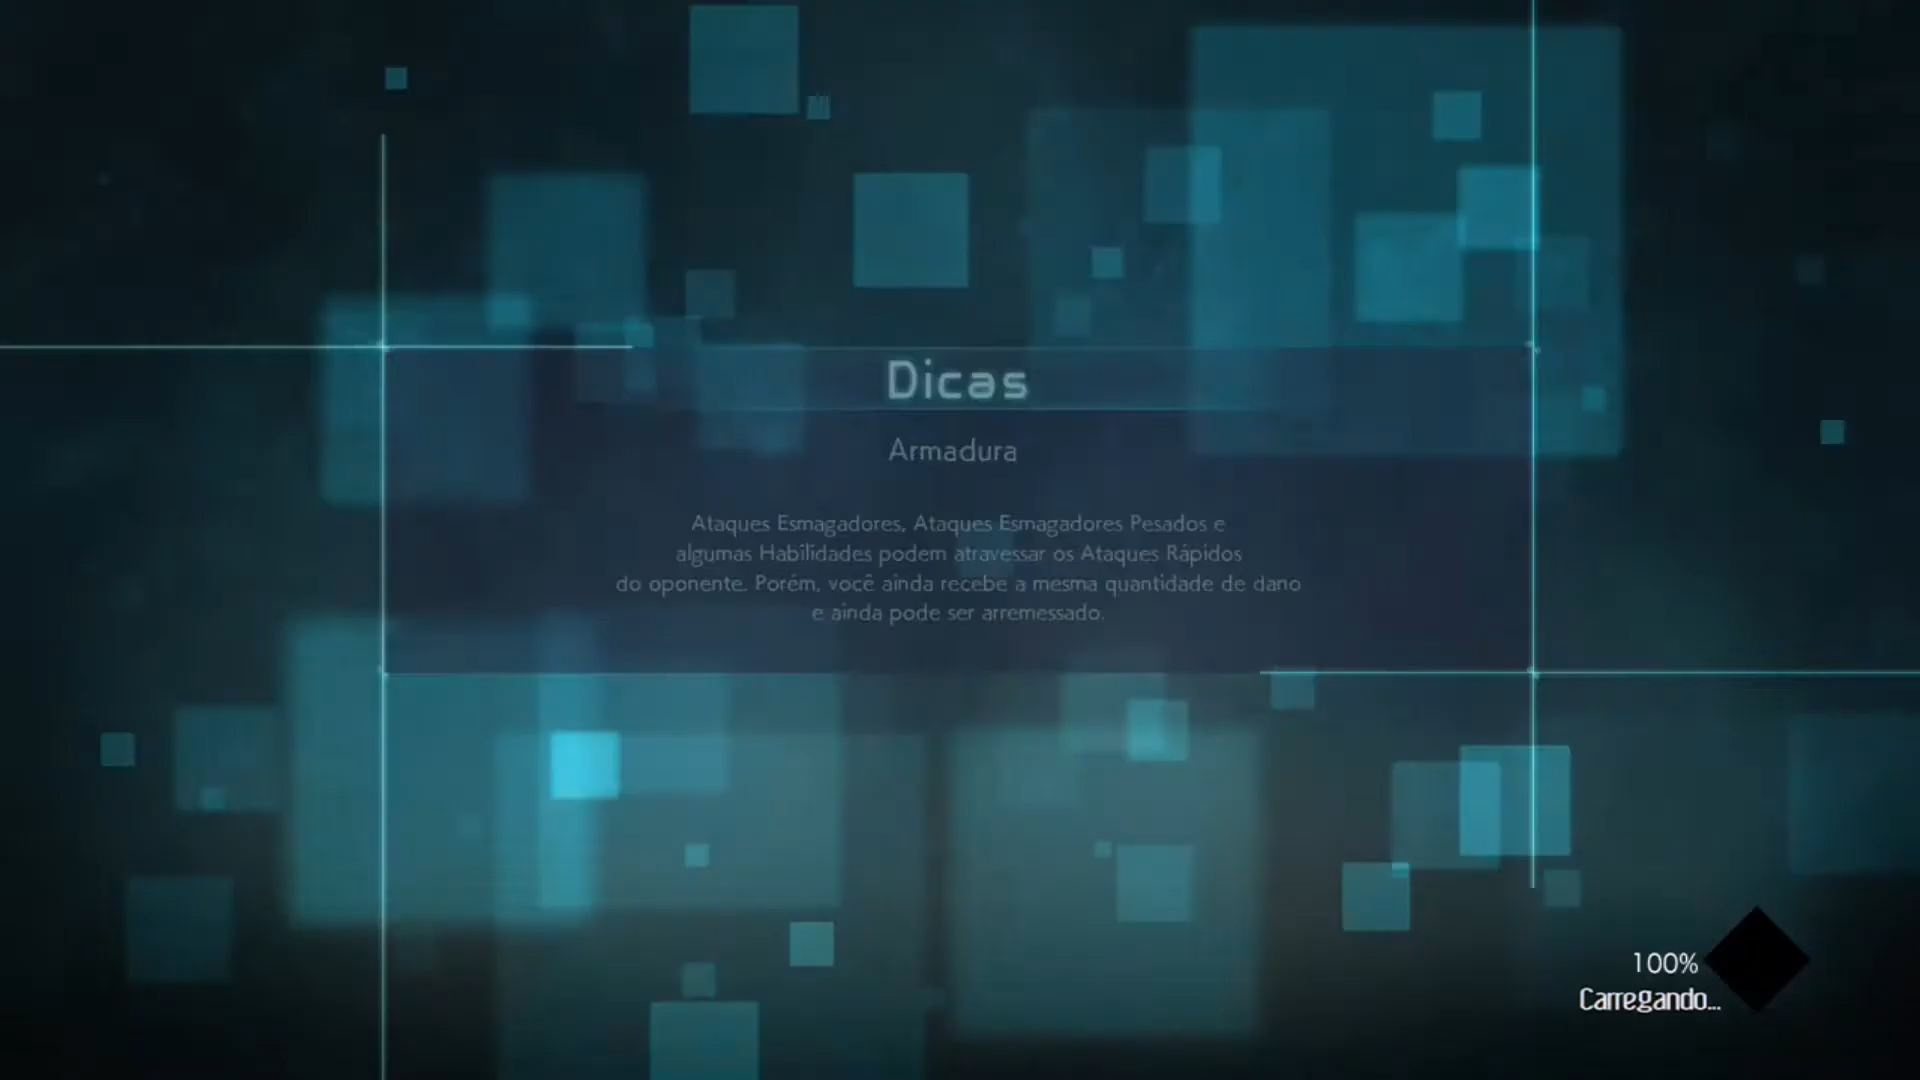 Dicas
Armadura
Ataques Esmagadores, Ataques Esmagadores Pesados e
algumas Habilidades podem atravessar os Ataques Rápidos
do oponente. Porém, você ainda recebe a mesma quantidade de dano
e ainda pode ser arremessado.
100%
Carregando...